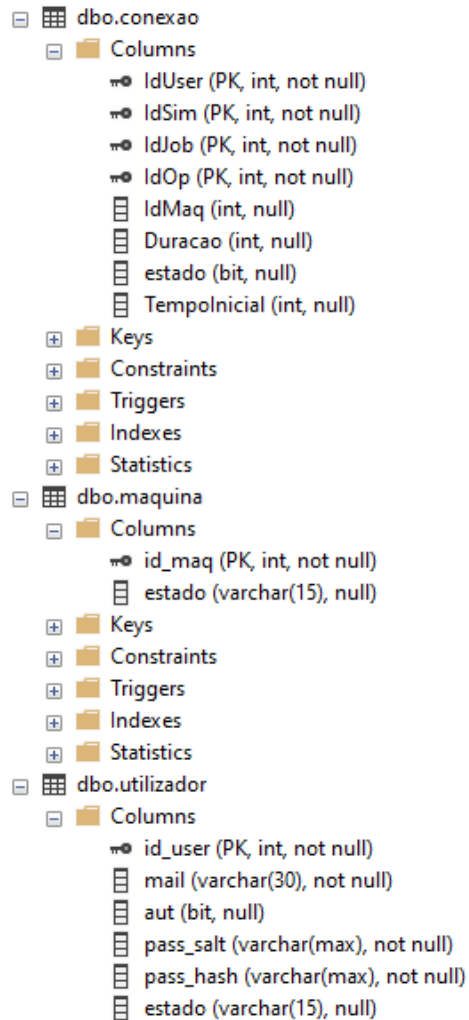 dbo.conexao
Columns
IdUser (PK, int, not null)
IdSim (PK, int, not null)
IdJob (PK, int, not null)
IdOp (PK, int, not null)
IdMaq (int, null)
Duracao (int, null)
estado (bit, null)
TempoInicial (int, null)
Keys
Constraints
Triggers
Indexes
Statistics
dbo.maquina
Columns
id_maq (PK, int, not null)
estado (varchar(15), null)
Keys
Constraints
Triggers
Indexes
Statistics
dbo.utilizador
Columns
id_user (PK, int, not null)
mail (varchar(30), not null)
aut (bit, null)
pass_salt (varchar(max), not null)
pass_hash (varchar(max), not null)
estado (varchar(15), null)